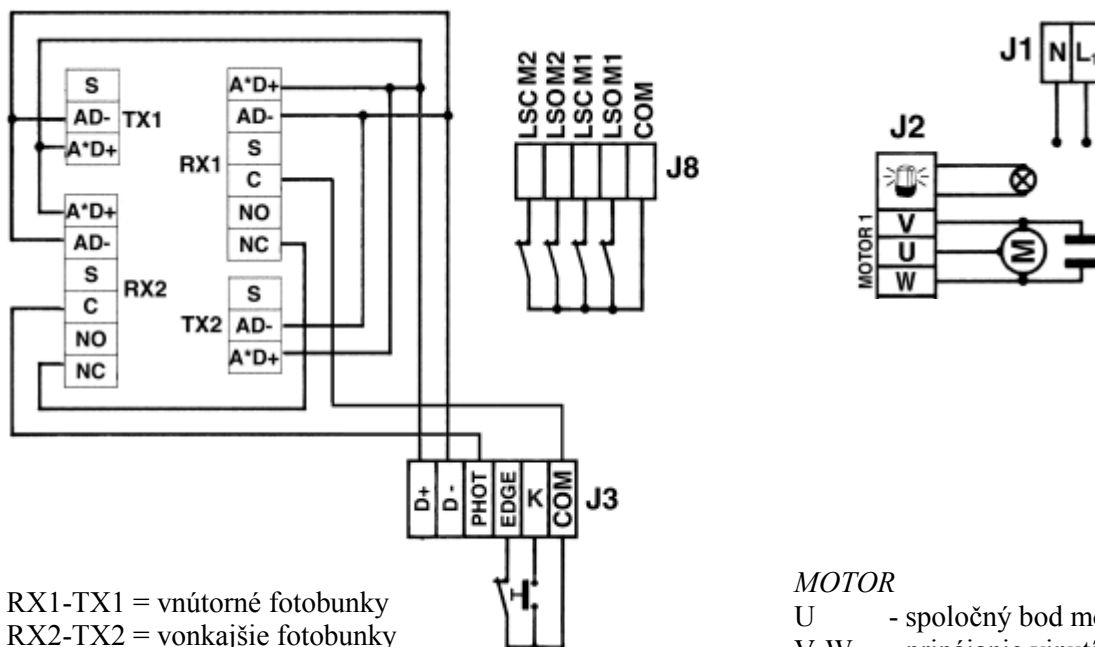 S
AD-
A*D+
TX1
A*D+
AD-
S
C
NO
NC
RX2
A*D+
AD-
S
C
NO
NC
RX1
S
AD-
A*D+
TX2
LSC M2
LSO M2
LSC M1
LSO M1
COM
J8
J1
N
J2
MOTOR 1
V
U
W
M
D+
D -
PHOT
EDGE
K
COM
J3
RX1-TX1 = vnútorné fotobunky
RX2-TX2 = vonkajšie fotobunky
MOTOR
U - spoločný bod